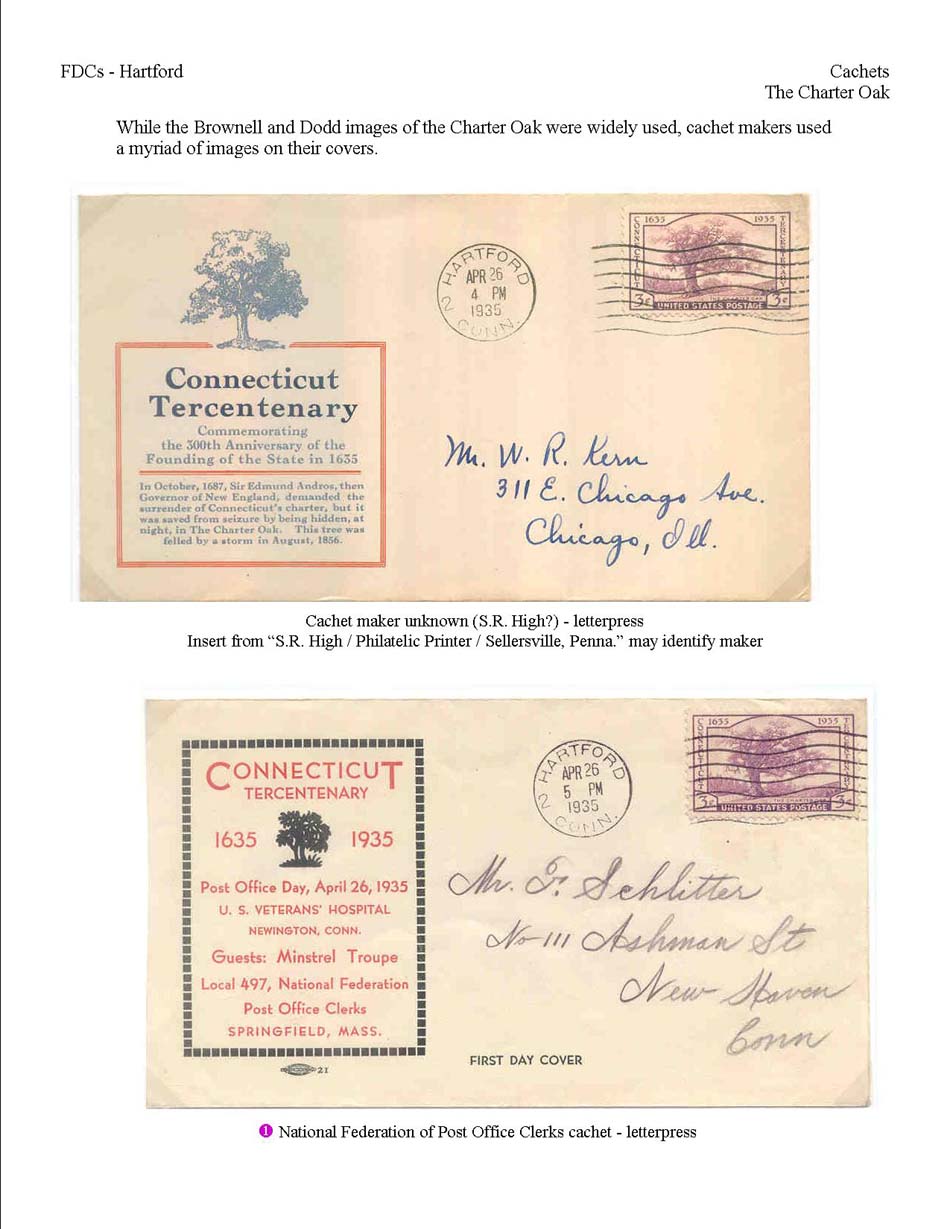 FDCs - Hartford
Cachets
The Charter Oak
While the Brownell and Dodd images of the Charter Oak were widely used, cachet makers used
a myriad of images on their covers.
HARTFORD
APR 26
4 PM
1935
2 CONN.
CONNECTICUT
1635 1935
TERCENTENARY
THE CHARTER OAK
3¢ 3¢
UNITED STATES POSTAGE
Connecticut
Tercentenary
Commemorating
the 300th Anniversary of the
Founding of the State in 1635
In October, 1687, Sir Edmund Andros, then
Governor of New England, demanded the
surrender of Connecticut's charter, but it
was saved from seizure by being hidden, at
night, in The Charter Oak. This tree was
felled by a storm in August, 1856.
Mr. W. R. Kern
311 E. Chicago Ave.
Chicago, Ill.
Cachet maker unknown (S.R. High?) - letterpress
Insert from “S.R. High / Philatelic Printer / Sellersville, Penna.” may identify maker
CONNECTICUT
TERCENTENARY
1635 1935
Post Office Day, April 26, 1935
U. S. VETERANS' HOSPITAL
NEWINGTON, CONN.
Guests: Minstrel Troupe
Local 497, National Federation
Post Office Clerks
SPRINGFIELD, MASS.
21
HARTFORD
APR 26
5 PM
1935
2 CONN.
CONNECTICUT
1635 1935
TERCENTENARY
THE CHARTER OAK
3¢ 3¢
UNITED STATES POSTAGE
Mr. F. Schlitter
No 111 Ashman St
New Haven
Conn
FIRST DAY COVER
1 National Federation of Post Office Clerks cachet - letterpress